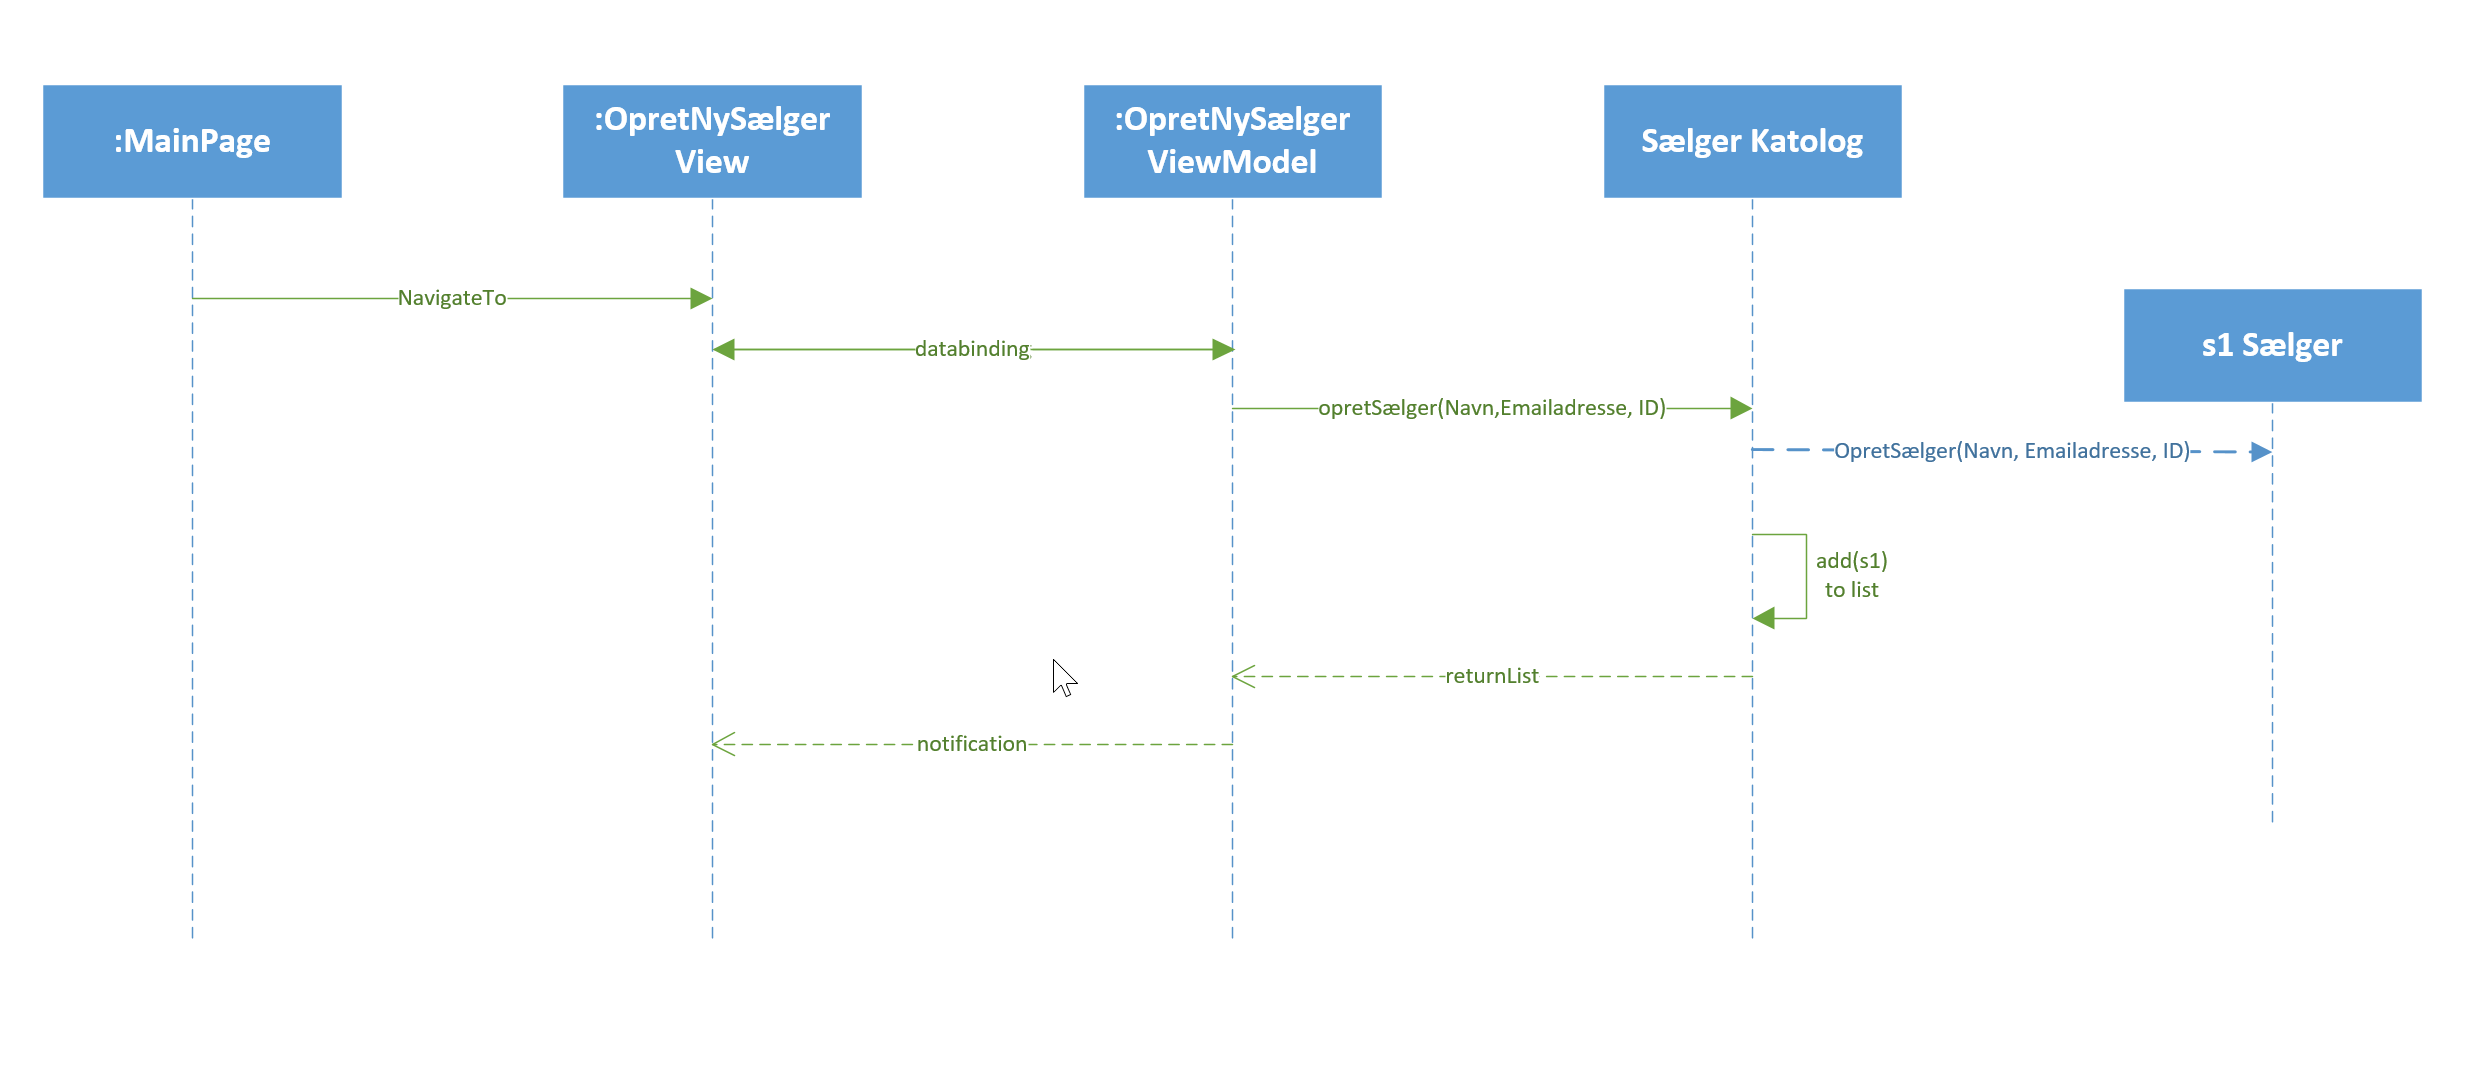 :MainPage
:OpretNySælger
View
:OpretNySælger
ViewModel
Sælger Katolog
s1 Sælger
NavigateTo
databinding
opretSælger(Navn,Emailadresse, ID)
OpretSælger(Navn, Emailadresse, ID)
add(s1)
to list
returnList
notification